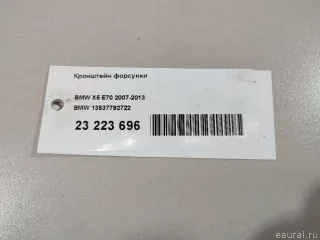 Кронштейн форсунки
BMW X5 E70 2007-2013
BMW 13537792722
23 223 696
eaural.ru